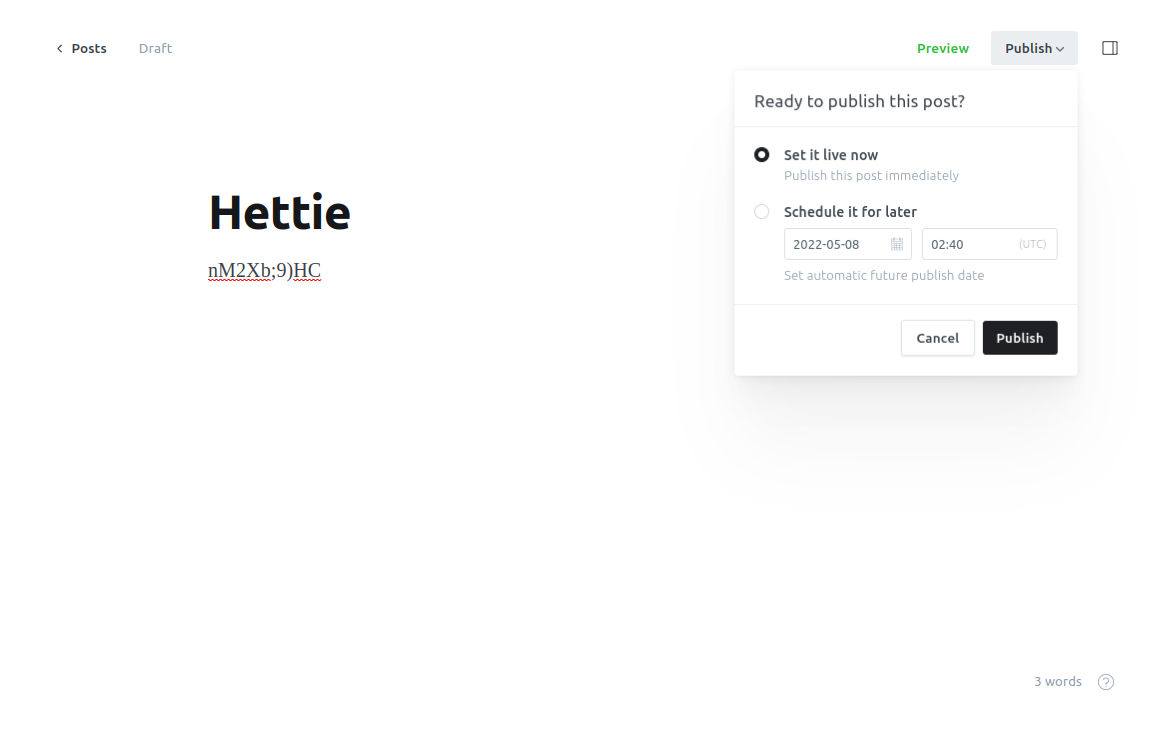 Posts Draft Preview Publish
Ready to publish this post?
Set it live now
Publish this post immediately
Schedule it for later
2022-05-08 02:40 (UTC)
Set automatic future publish date
Cancel Publish
Hettie
nM2Xb;9)HC
3 words ?